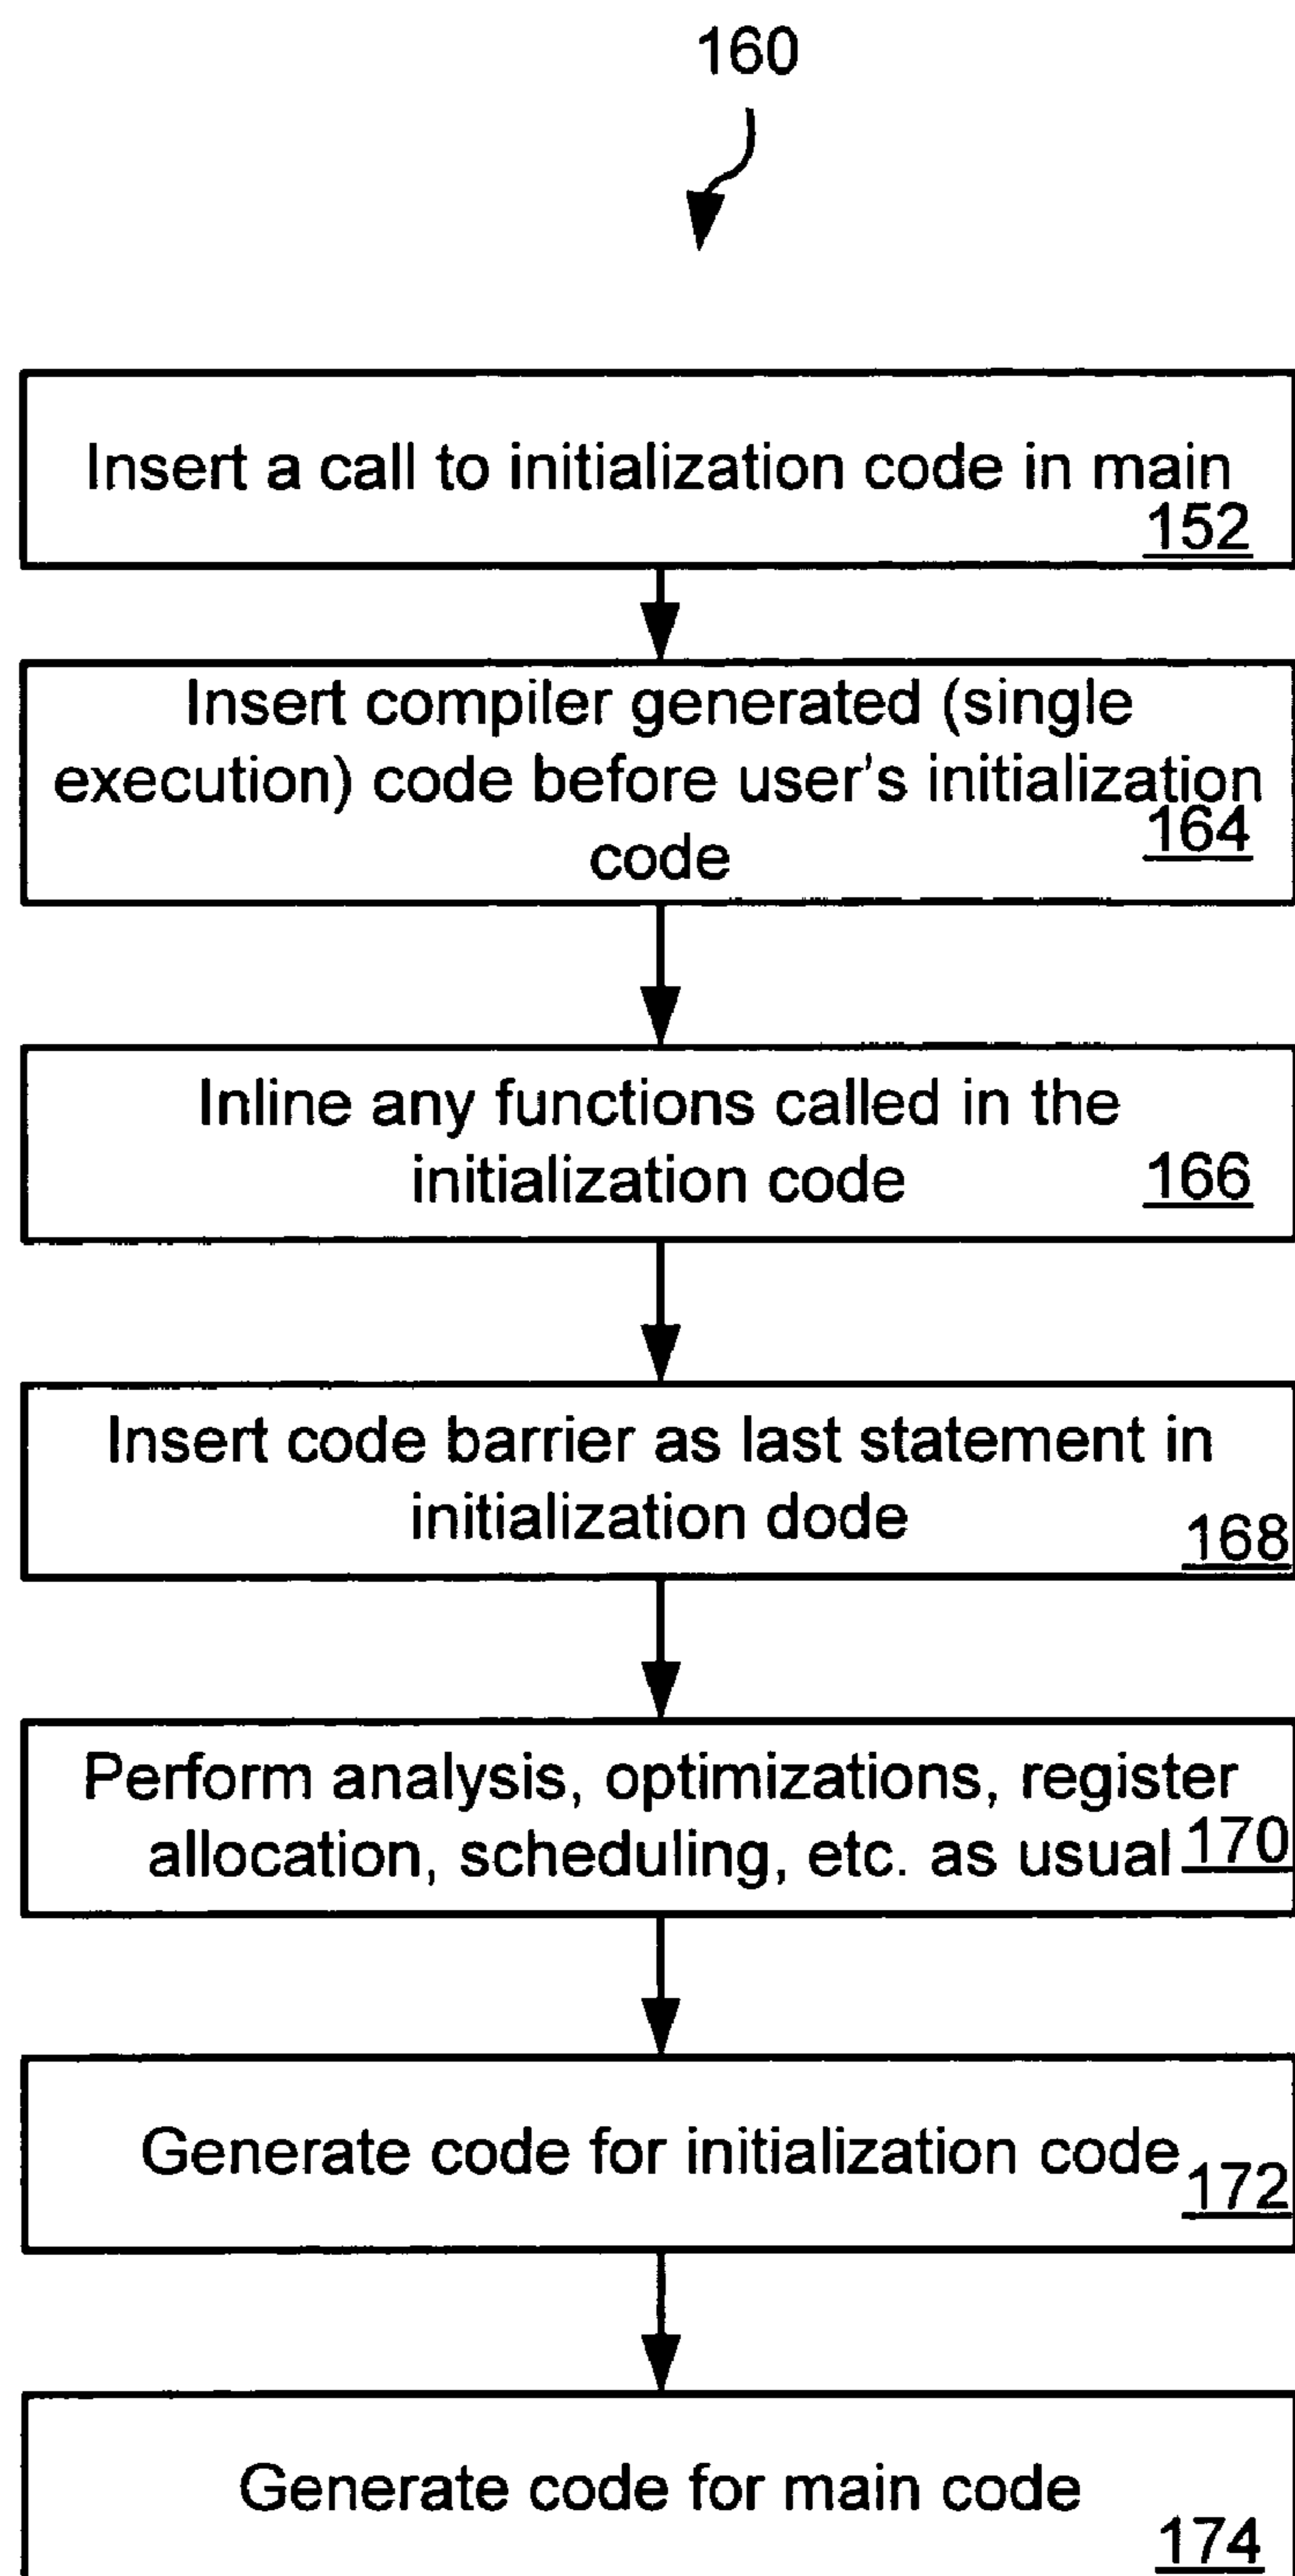 160
Insert a call to initialization code in main
152
Insert compiler generated (single
execution) code before user's initialization
164
code
Inline any functions called in the
initialization code
166
Insert code barrier as last statement in
initialization dode
168
Perform analysis, optimizations, register
allocation, scheduling, etc. as usual 170
Generate code for initialization code
172
Generate code for main code
174